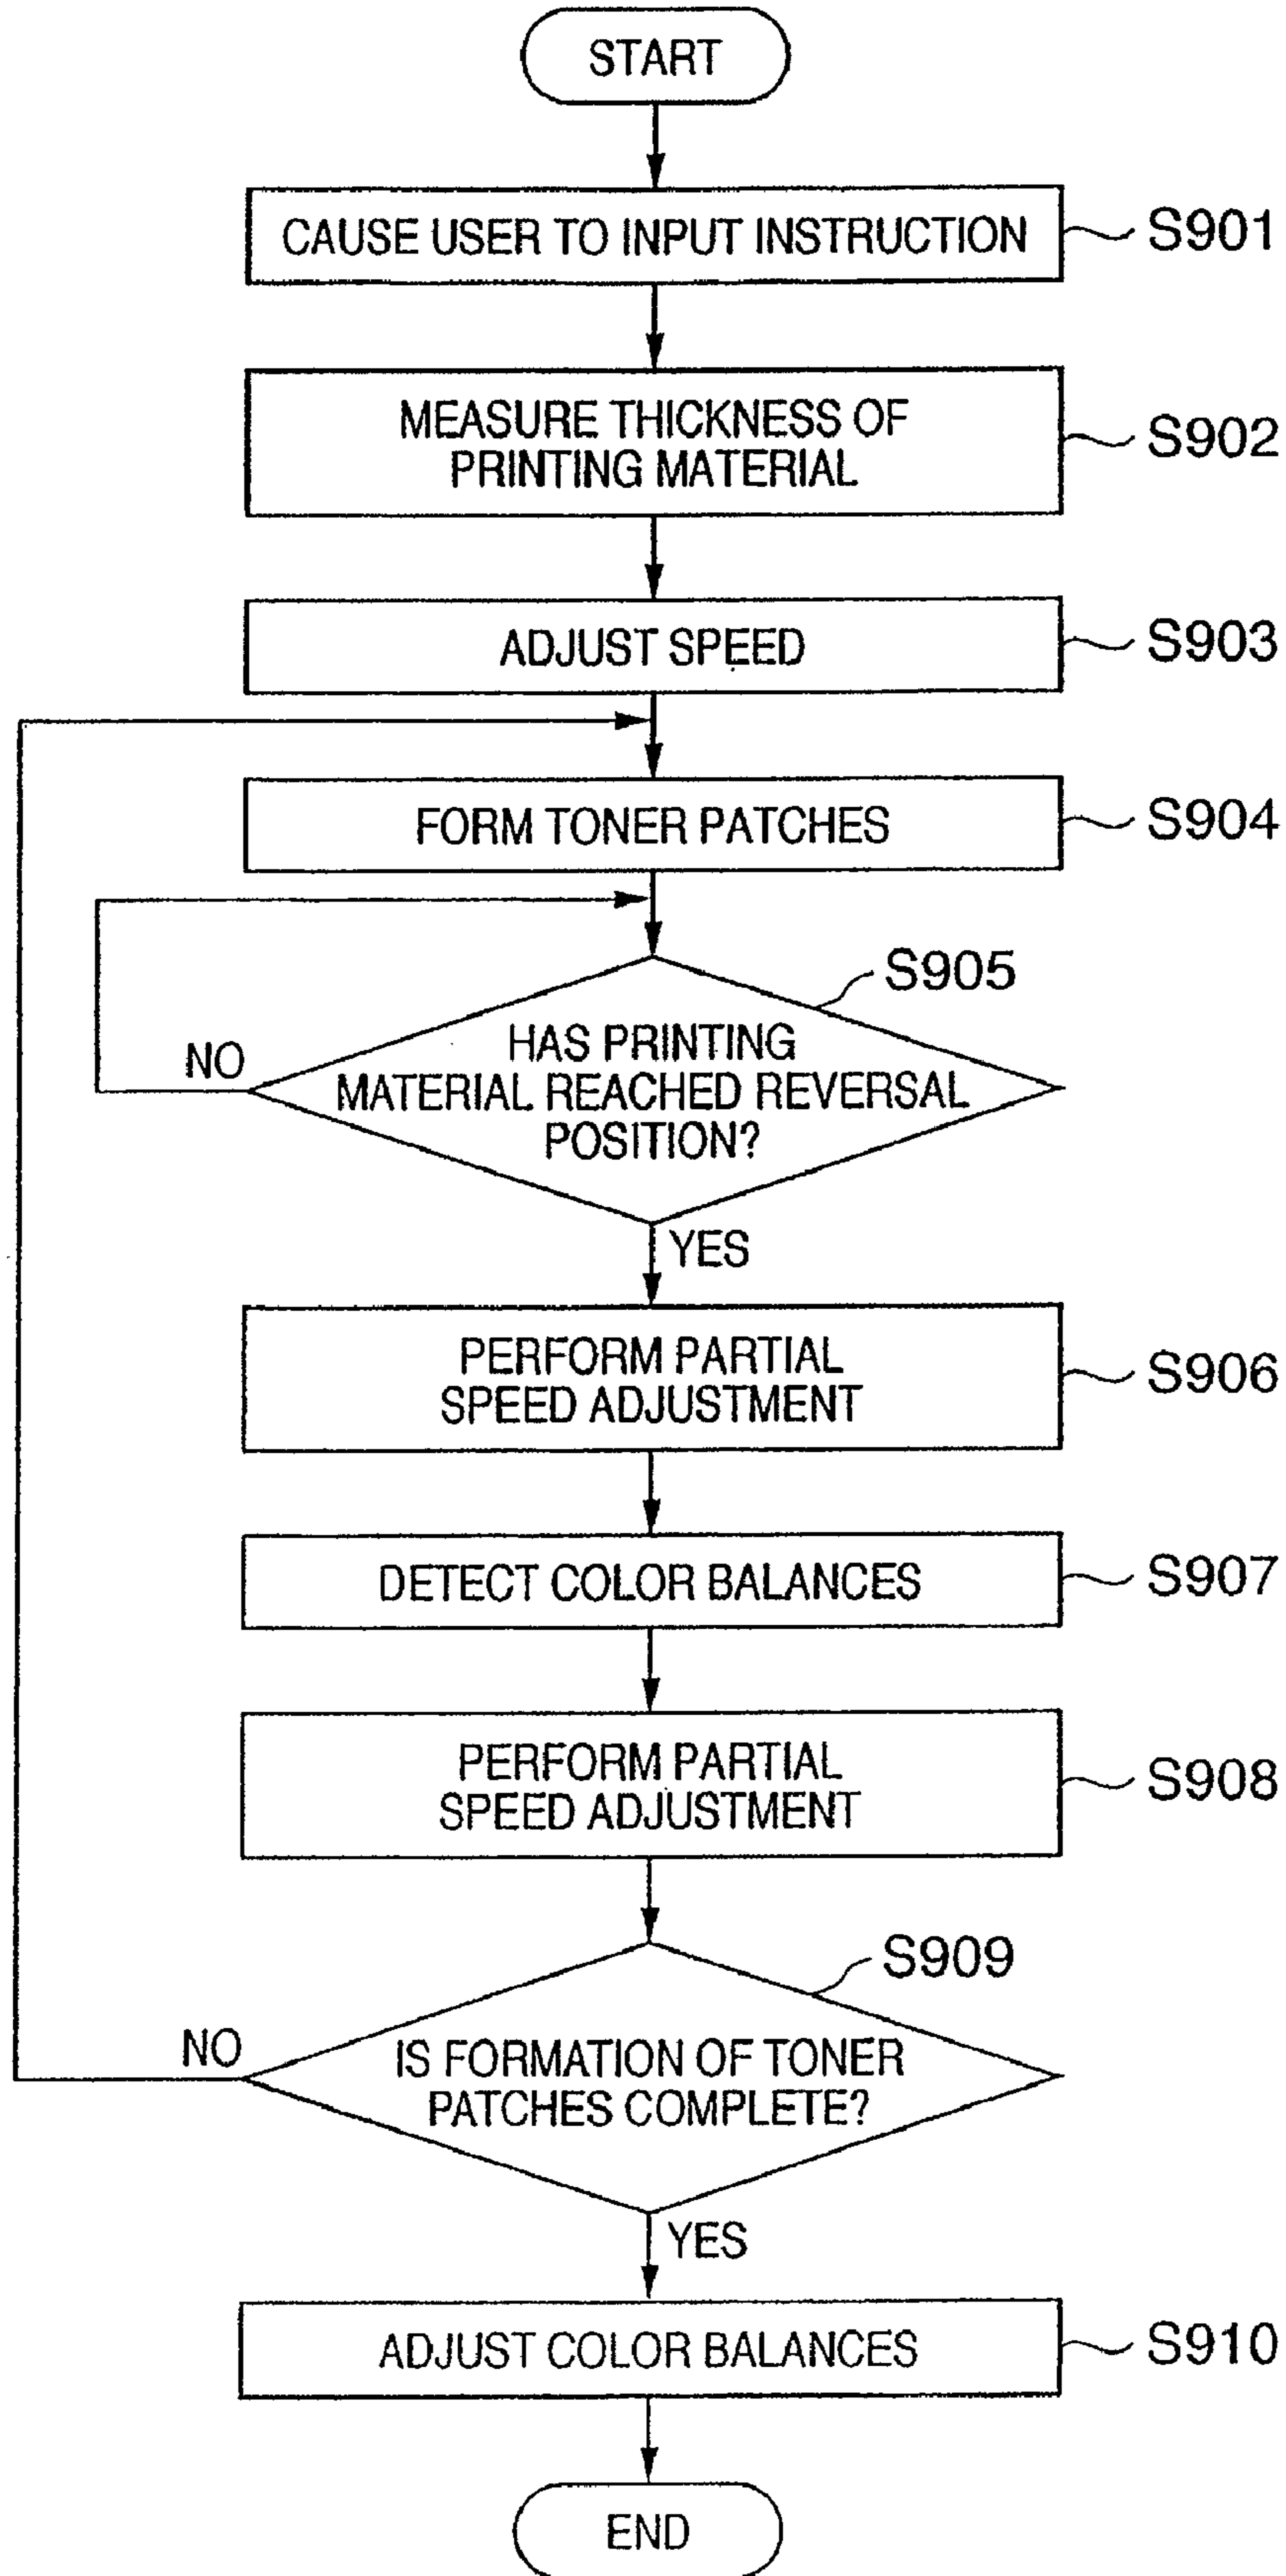 START
CAUSE USER TO INPUT INSTRUCTION
S901
MEASURE THICKNESS OF
PRINTING MATERIAL
S902
ADJUST SPEED
S903
FORM TONER PATCHES
S904
S905
HAS PRINTING
MATERIAL REACHED REVERSAL
POSITION?
NO
YES
PERFORM PARTIAL
SPEED ADJUSTMENT
S906
DETECT COLOR BALANCES
S907
PERFORM PARTIAL
SPEED ADJUSTMENT
S908
S909
IS FORMATION OF TONER
PATCHES COMPLETE?
NO
YES
ADJUST COLOR BALANCES
S910
END